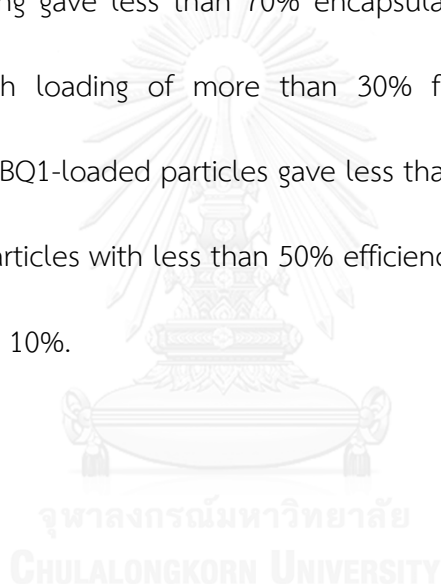 ng gave less than 70% encapsula
h loading of more than 30% f
BQ1-loaded particles gave less tha
articles with less than 50% efficienc
10%.
จุฬาลงกรณ์มหาวิทยาลัย
CHULALONGKORN UNIVERSITY